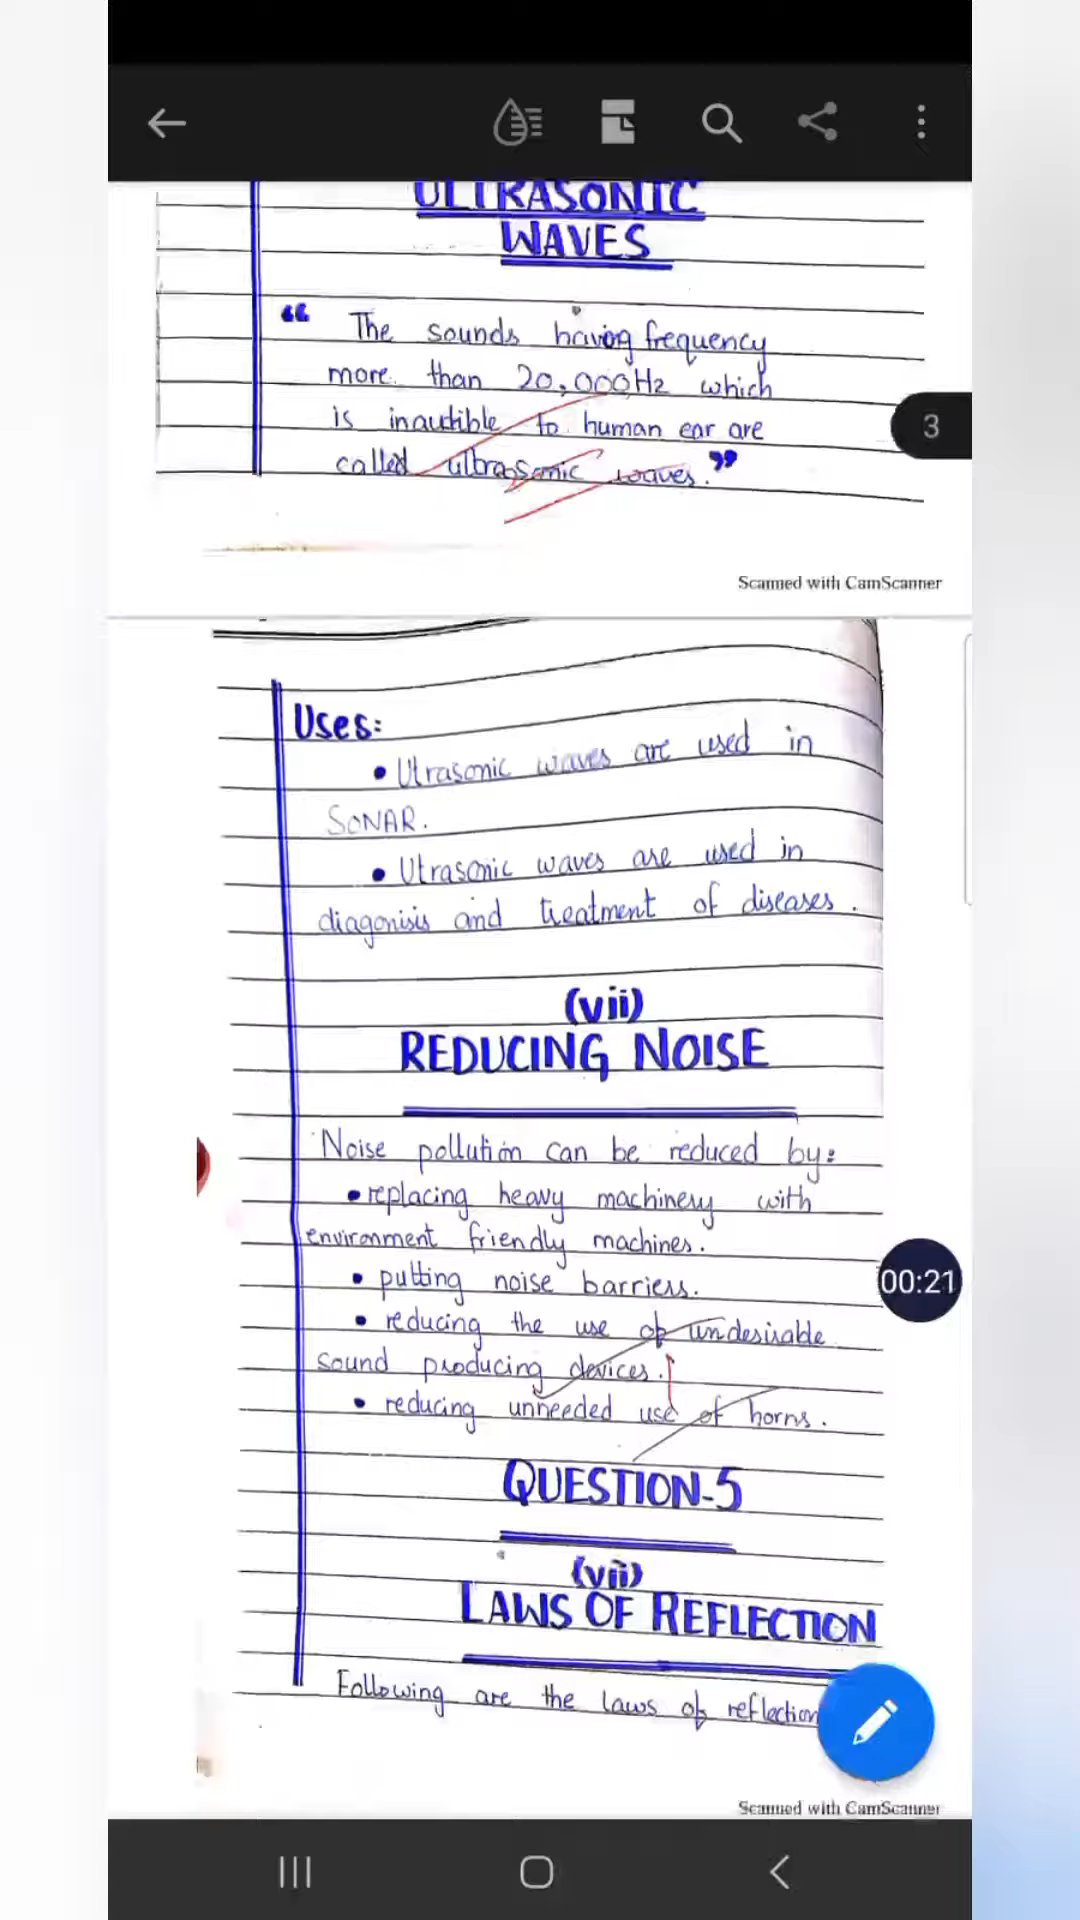 ULTRASONIC
WAVES
“ The sounds having frequency
more than 20,000Hz which
3
is inaudible to human ear are
called ultrasonic waves.”
Scanned with CamScanner
Uses:
• Utrasonic waves are used in
SONAR.
• Utrasonic waves are used in
diagonisis and treatment of diseases.
(vii)
REDUCING NOISE
Noise pollution can be reduced by:
• replacing heavy machinery with
environment friendly machines.
• putting noise barriers.
00:21
• reducing the use of undesirable
sound producing devices.
• reducing unneeded use of horns.
QUESTION-5
(vii)
LAWS OF REFLECTION
Following are the laws of reflection
Scanned with CamScanner